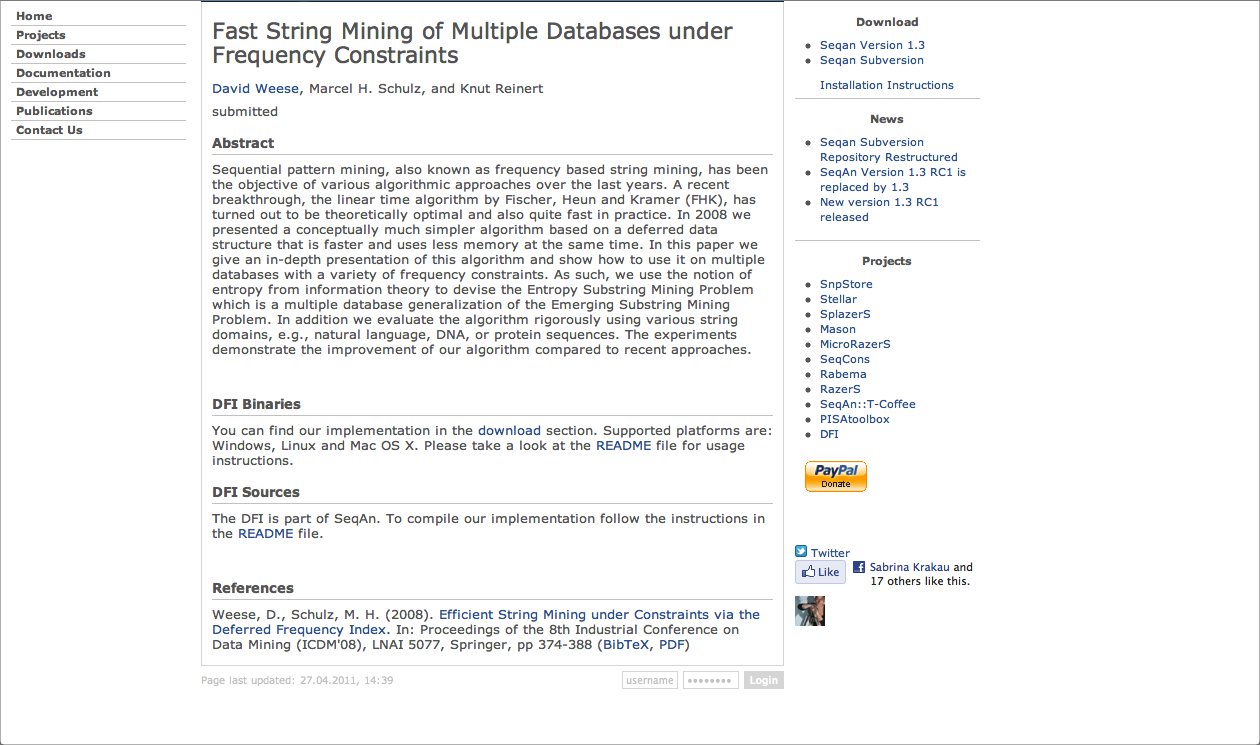 Home
Projects
Downloads
Documentation
Development
Publications
Contact Us
Fast String Mining of Multiple Databases under
Frequency Constraints
David Weese, Marcel H. Schulz, and Knut Reinert
submitted
Abstract
Sequential pattern mining, also known as frequency based string mining, has been
the objective of various algorithmic approaches over the last years. A recent
breakthrough, the linear time algorithm by Fischer, Heun and Kramer (FHK), has
turned out to be theoretically optimal and also quite fast in practice. In 2008 we
presented a conceptually much simpler algorithm based on a deferred data
structure that is faster and uses less memory at the same time. In this paper we
give an in-depth presentation of this algorithm and show how to use it on multiple
databases with a variety of frequency constraints. As such, we use the notion of
entropy from information theory to devise the Entropy Substring Mining Problem
which is a multiple database generalization of the Emerging Substring Mining
Problem. In addition we evaluate the algorithm rigorously using various string
domains, e.g., natural language, DNA, or protein sequences. The experiments
demonstrate the improvement of our algorithm compared to recent approaches.
DFI Binaries
You can find our implementation in the download section. Supported platforms are:
Windows, Linux and Mac OS X. Please take a look at the README file for usage
instructions.
DFI Sources
The DFI is part of SeqAn. To compile our implementation follow the instructions in
the README file.
References
Weese, D., Schulz, M. H. (2008). Efficient String Mining under Constraints via the
Deferred Frequency Index. In: Proceedings of the 8th Industrial Conference on
Data Mining (ICDM'08), LNAI 5077, Springer, pp 374-388 (BibTeX, PDF)
Page last updated: 27.04.2011, 14:39
username
••••••••
Login
Download
Seqan Version 1.3
Seqan Subversion
Installation Instructions
News
Seqan Subversion
Repository Restructured
SeqAn Version 1.3 RC1 is
replaced by 1.3
New version 1.3 RC1
released
Projects
SnpStore
Stellar
SplazerS
Mason
MicroRazerS
SeqCons
Rabema
RazerS
SeqAn::T-Coffee
PISAtoolbox
DFI
PayPal
Donate
Twitter
Like
Sabrina Krakau and
17 others like this.